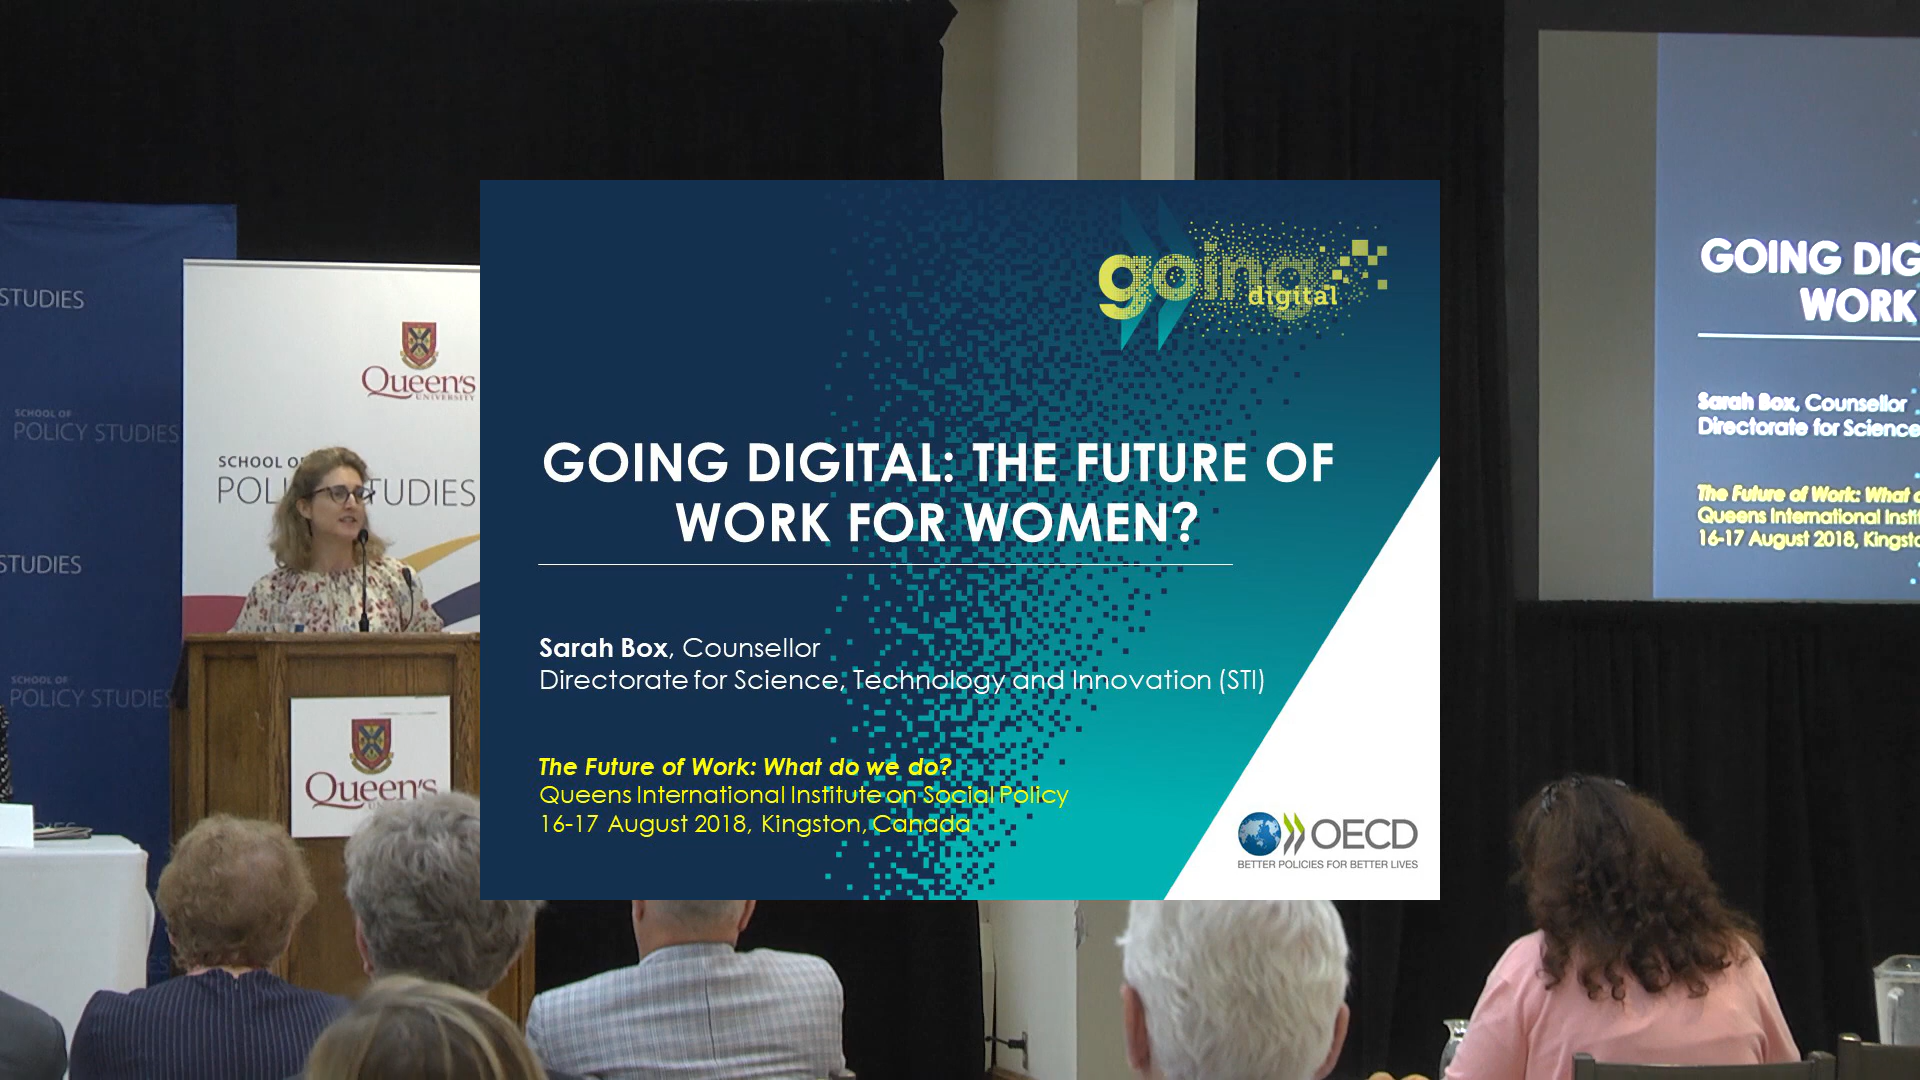 STUDIES
SCHOOL OF
POLICY STUDIES
STUDIES
SCHOOL OF
POLICY STUDIES
Queen's
UNIVERSITY
SCHOOL OF
STUDIES
Queen's
going
digital
GOING DIGITAL: THE FUTURE OF
WORK FOR WOMEN?
Sarah Box, Counsellor
Directorate for Science, Technology and Innovation (STI)
The Future of Work: What do we do?
Queens International Institute on Social Policy
16-17 August 2018, Kingston, Canada
OECD
BETTER POLICIES FOR BETTER LIVES
GOING DIG
WORK
Sarah Box, Counsellor
Directorate for Science
The Future of Work: What
Queens International Instit
16-17 August 2018, Kingsto